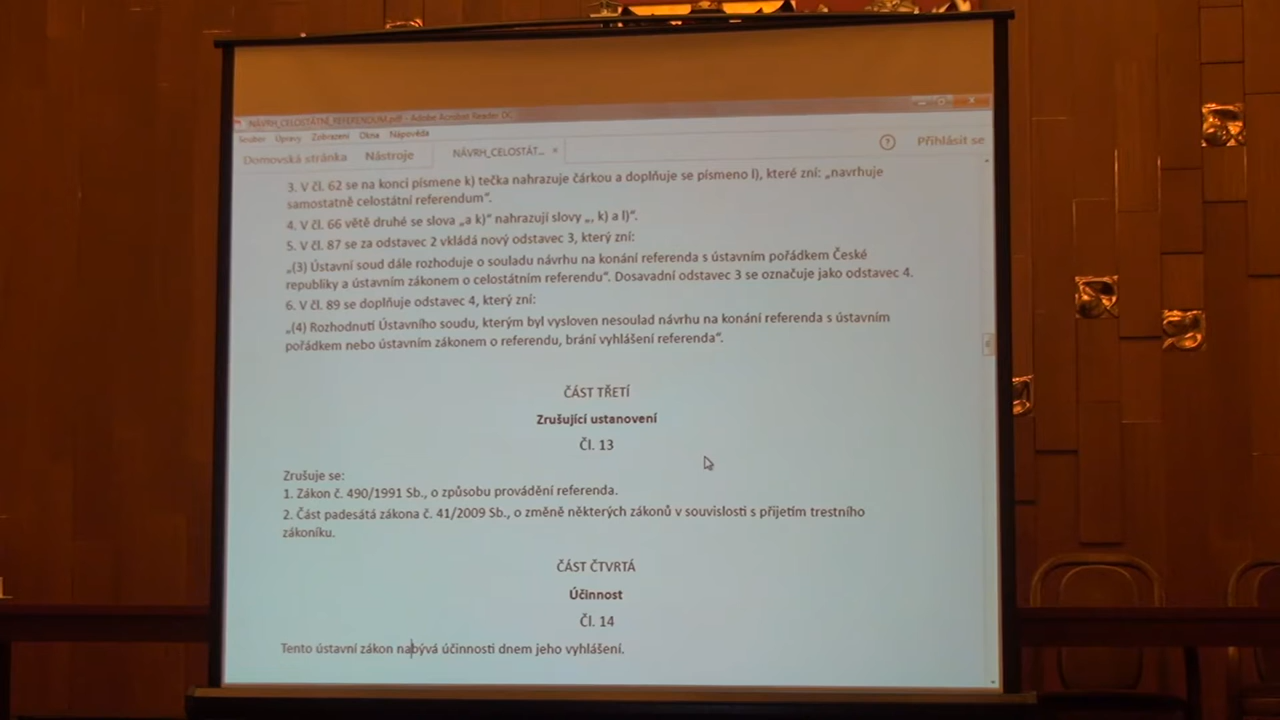 NÁVRH_CELOSTÁTNÍ_REFERENDUM.pdf - Adobe Acrobat Reader DC
Soubor Úpravy Zobrazení Okna Nápověda
Domovská stránka Nástroje NÁVRH_CELOSTÁT... × ? Přihlásit se
3. V čl. 62 se na konci písmene k) tečka nahrazuje čárkou a doplňuje se písmeno l), které zní: „navrhuje
samostatně celostátní referendum“.
4. V čl. 66 větě druhé se slova „a k)“ nahrazují slovy „, k) a l)“.
5. V čl. 87 se za odstavec 2 vkládá nový odstavec 3, který zní:
„(3) Ústavní soud dále rozhoduje o souladu návrhu na konání referenda s ústavním pořádkem České
republiky a ústavním zákonem o celostátním referendu“. Dosavadní odstavec 3 se označuje jako odstavec 4.
6. V čl. 89 se doplňuje odstavec 4, který zní:
„(4) Rozhodnutí Ústavního soudu, kterým byl vysloven nesoulad návrhu na konání referenda s ústavním
pořádkem nebo ústavním zákonem o referendu, brání vyhlášení referenda“.
ČÁST TŘETÍ
Zrušující ustanovení
Čl. 13
Zrušuje se:
1. Zákon č. 490/1991 Sb., o způsobu provádění referenda.
2. Část padesátá zákona č. 41/2009 Sb., o změně některých zákonů v souvislosti s přijetím trestního
zákoníku.
ČÁST ČTVRTÁ
Účinnost
Čl. 14
Tento ústavní zákon nabývá účinnosti dnem jeho vyhlášení.